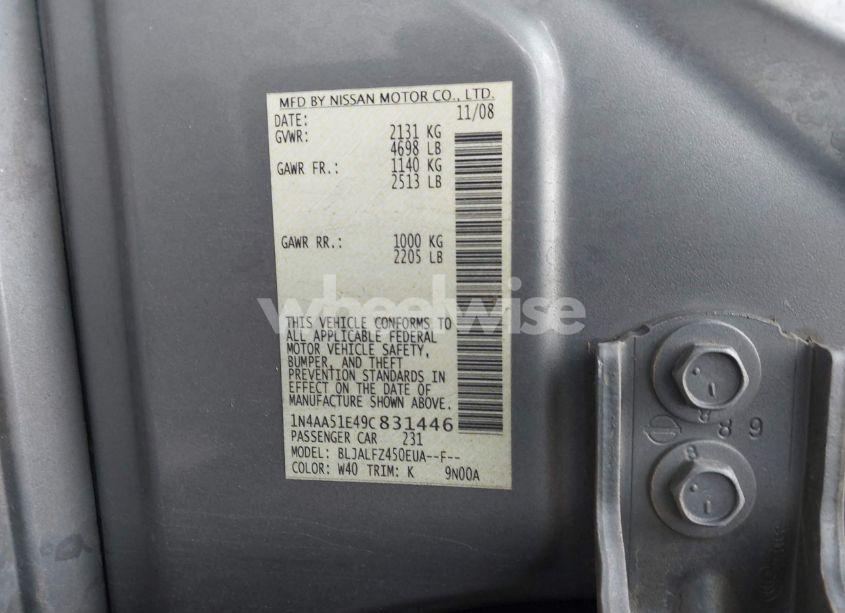 MFD BY NISSAN MOTOR CO., LTD.
DATE: 11/08
GVWR: 2131 KG
4698 LB
GAWR FR.: 1140 KG
2513 LB
GAWR RR.: 1000 KG
2205 LB
wheelwise
THIS VEHICLE CONFORMS TO
ALL APPLICABLE FEDERAL
MOTOR VEHICLE SAFETY,
BUMPER, AND THEFT
PREVENTION STANDARDS IN
EFFECT ON THE DATE OF
MANUFACTURE SHOWN ABOVE.
1N4AA51E49C831446
PASSENGER CAR 231
MODEL: BLJALFZ450EUA--F--
COLOR: W40 TRIM: K 9N00A